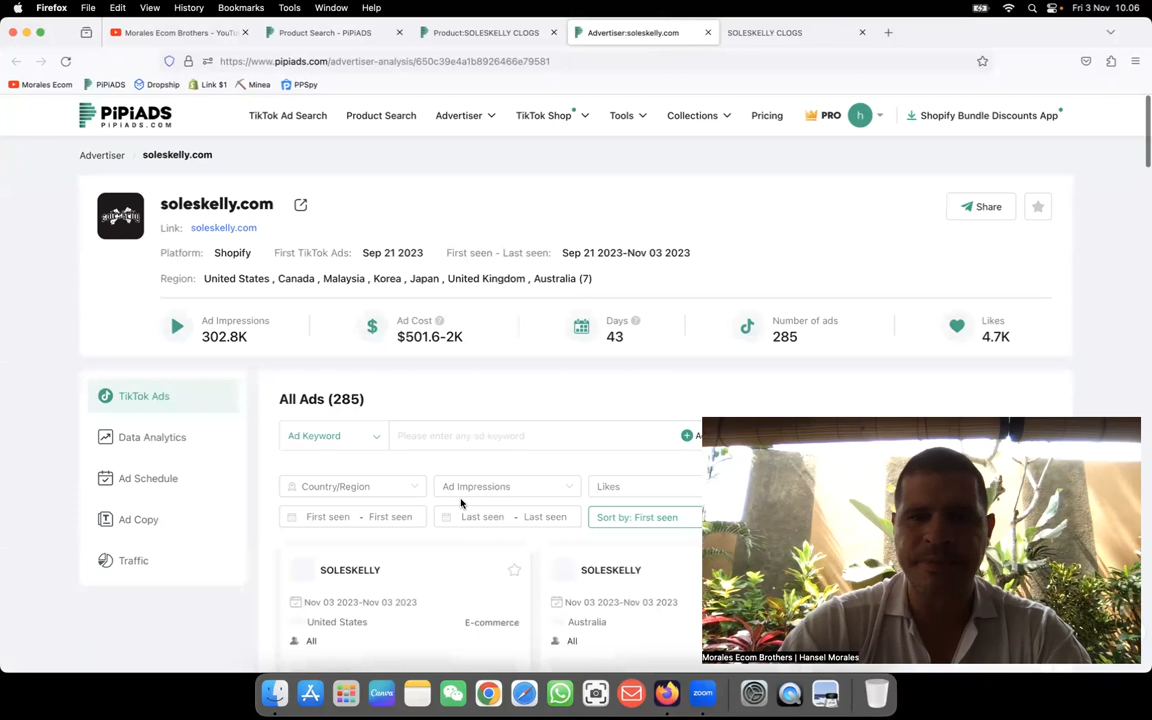 Firefox File Edit View History Bookmarks Tools Window Help Fri 3 Nov 10.06
Morales Ecom Brothers - YouTu Product Search - PiPiADS Product:SOLESKELLY CLOGS Advertiser:soleskelly.com SOLESKELLY CLOGS
https://www.pipiads.com/advertiser-analysis/650c39e4a1b8926466e79581
Morales Ecom PiPiADS Dropship Link $1 Minea PPSpy
PiPiADS
PIPIADS.COM
TikTok Ad Search Product Search Advertiser TikTok Shop Tools Collections Pricing PRO h Shopify Bundle Discounts App
Advertiser soleskelly.com
soleskelly.com
Share
Link: soleskelly.com
Platform: Shopify First TikTok Ads: Sep 21 2023 First seen - Last seen: Sep 21 2023-Nov 03 2023
Region: United States , Canada , Malaysia , Korea , Japan , United Kingdom , Australia (7)
Ad Impressions Ad Cost Days Number of ads Likes
302.8K $501.6-2K 43 285 4.7K
TikTok Ads
Data Analytics
Ad Schedule
Ad Copy
Traffic
All Ads (285)
Ad Keyword Please enter any ad keyword
Country/Region Ad Impressions Likes
First seen - First seen Last seen - Last seen Sort by: First seen
SOLESKELLY SOLESKELLY
Nov 03 2023-Nov 03 2023 Nov 03 2023-Nov 03 2023
United States E-commerce Australia
All All
Morales Ecom Brothers | Hansel Morales
Canva
zoom